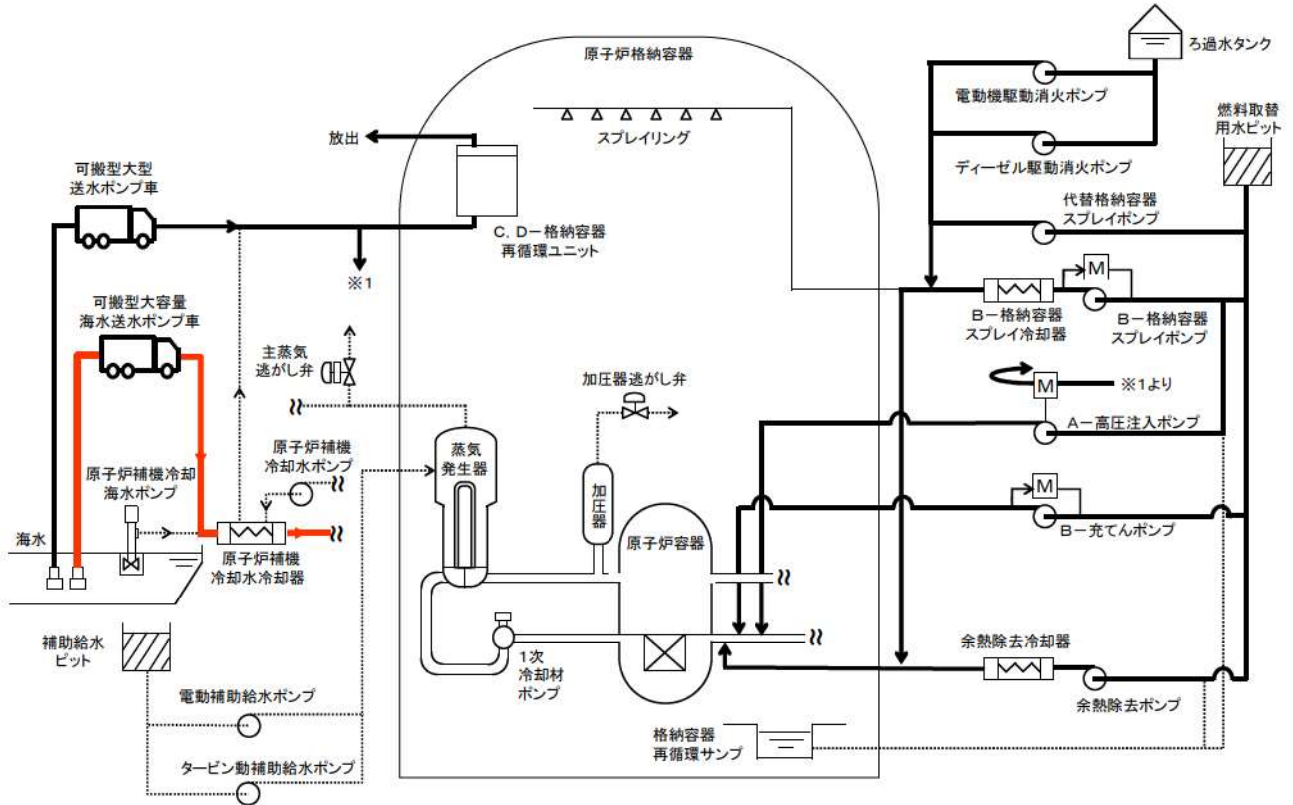 原子炉格納容器
ろ過水タンク
電動機駆動消火ポンプ
燃料取替
用水ピット
スプレイリング
放出
ディーゼル駆動消火ポンプ
可搬型大型
送水ポンプ車
代替格納容器
スプレイポンプ
C,D-格納容器
再循環ユニット
M
※1
B-格納容器
スプレイ冷却器
B-格納容器
スプレイポンプ
可搬型大容量
海水送水ポンプ車
主蒸気
逃がし弁
加圧器逃がし弁
M
※1より
A-高圧注入ポンプ
蒸気
発生器
原子炉補機
冷却水ポンプ
原子炉補機冷却
海水ポンプ
加圧器
M
B-充てんポンプ
原子炉容器
海水
原子炉補機
冷却水冷却器
補助給水
ピット
1次
冷却材
ポンプ
余熱除去冷却器
余熱除去ポンプ
電動補助給水ポンプ
格納容器
再循環サンプ
タービン動補助給水ポンプ